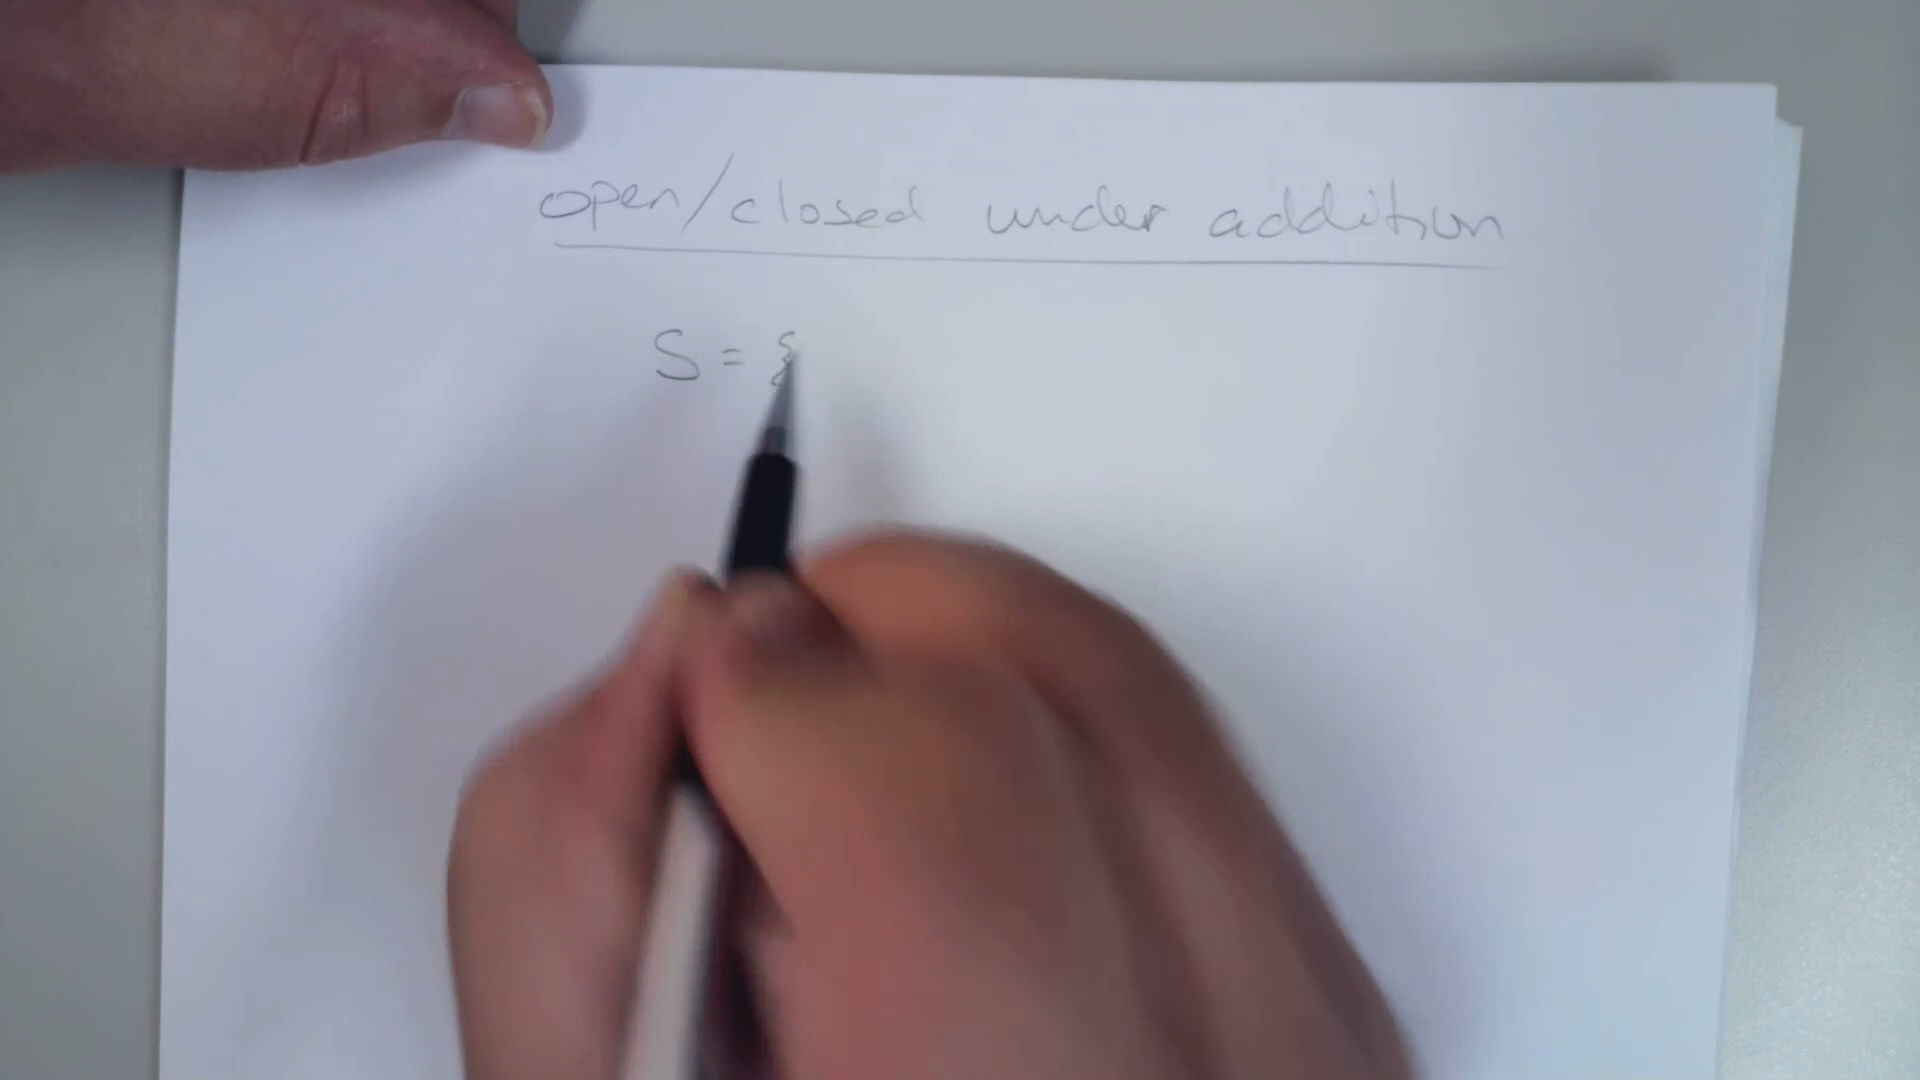 open/closed under addition
S = {